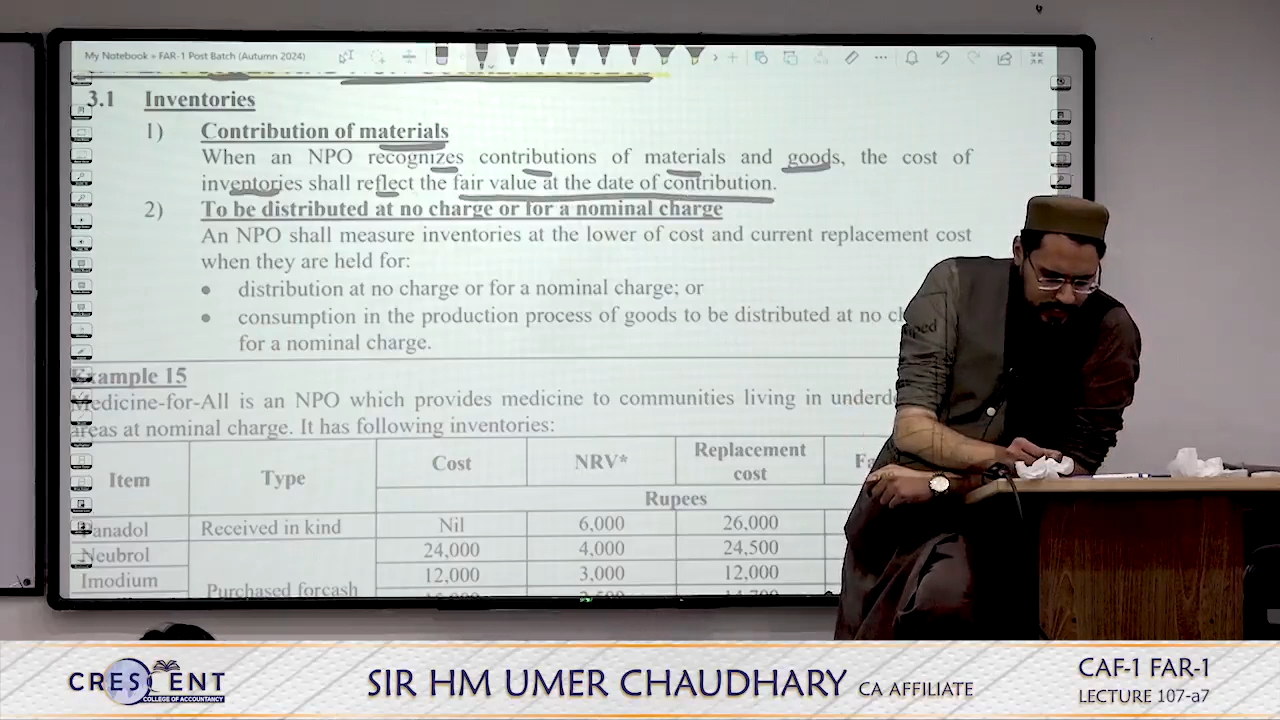 My Notebook » FAR-1 Post Batch (Autumn 2024)
3.1 Inventories
1) Contribution of materials
When an NPO recognizes contributions of materials and goods, the cost of
inventories shall reflect the fair value at the date of contribution.
2) To be distributed at no charge or for a nominal charge
An NPO shall measure inventories at the lower of cost and current replacement cost
when they are held for:
• distribution at no charge or for a nominal charge; or
• consumption in the production process of goods to be distributed at no
for a nominal charge.
Example 15
Medicine-for-All is an NPO which provides medicine to communities living in
areas at nominal charge. It has following inventories:
Item Type Cost NRV* Replacement cost
Rupees
Panadol Received in kind Nil 6,000 26,000
Neubrol 24,000 4,000 24,500
Imodium 12,000 3,000 12,000
Purchased forcash
CRESCENT
COLLEGE OF ACCOUNTANCY
SIR HM UMER CHAUDHARY CA AFFILIATE
CAF-1 FAR-1
LECTURE 107-a7